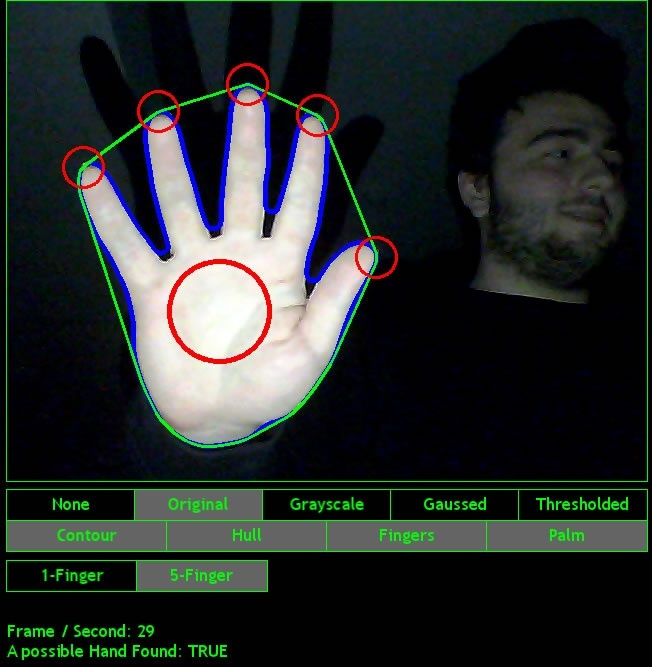 None Original Grayscale Gaussed Thresholded
Contour Hull Fingers Palm
1-Finger 5-Finger
Frame / Second: 29
A possible Hand Found: TRUE